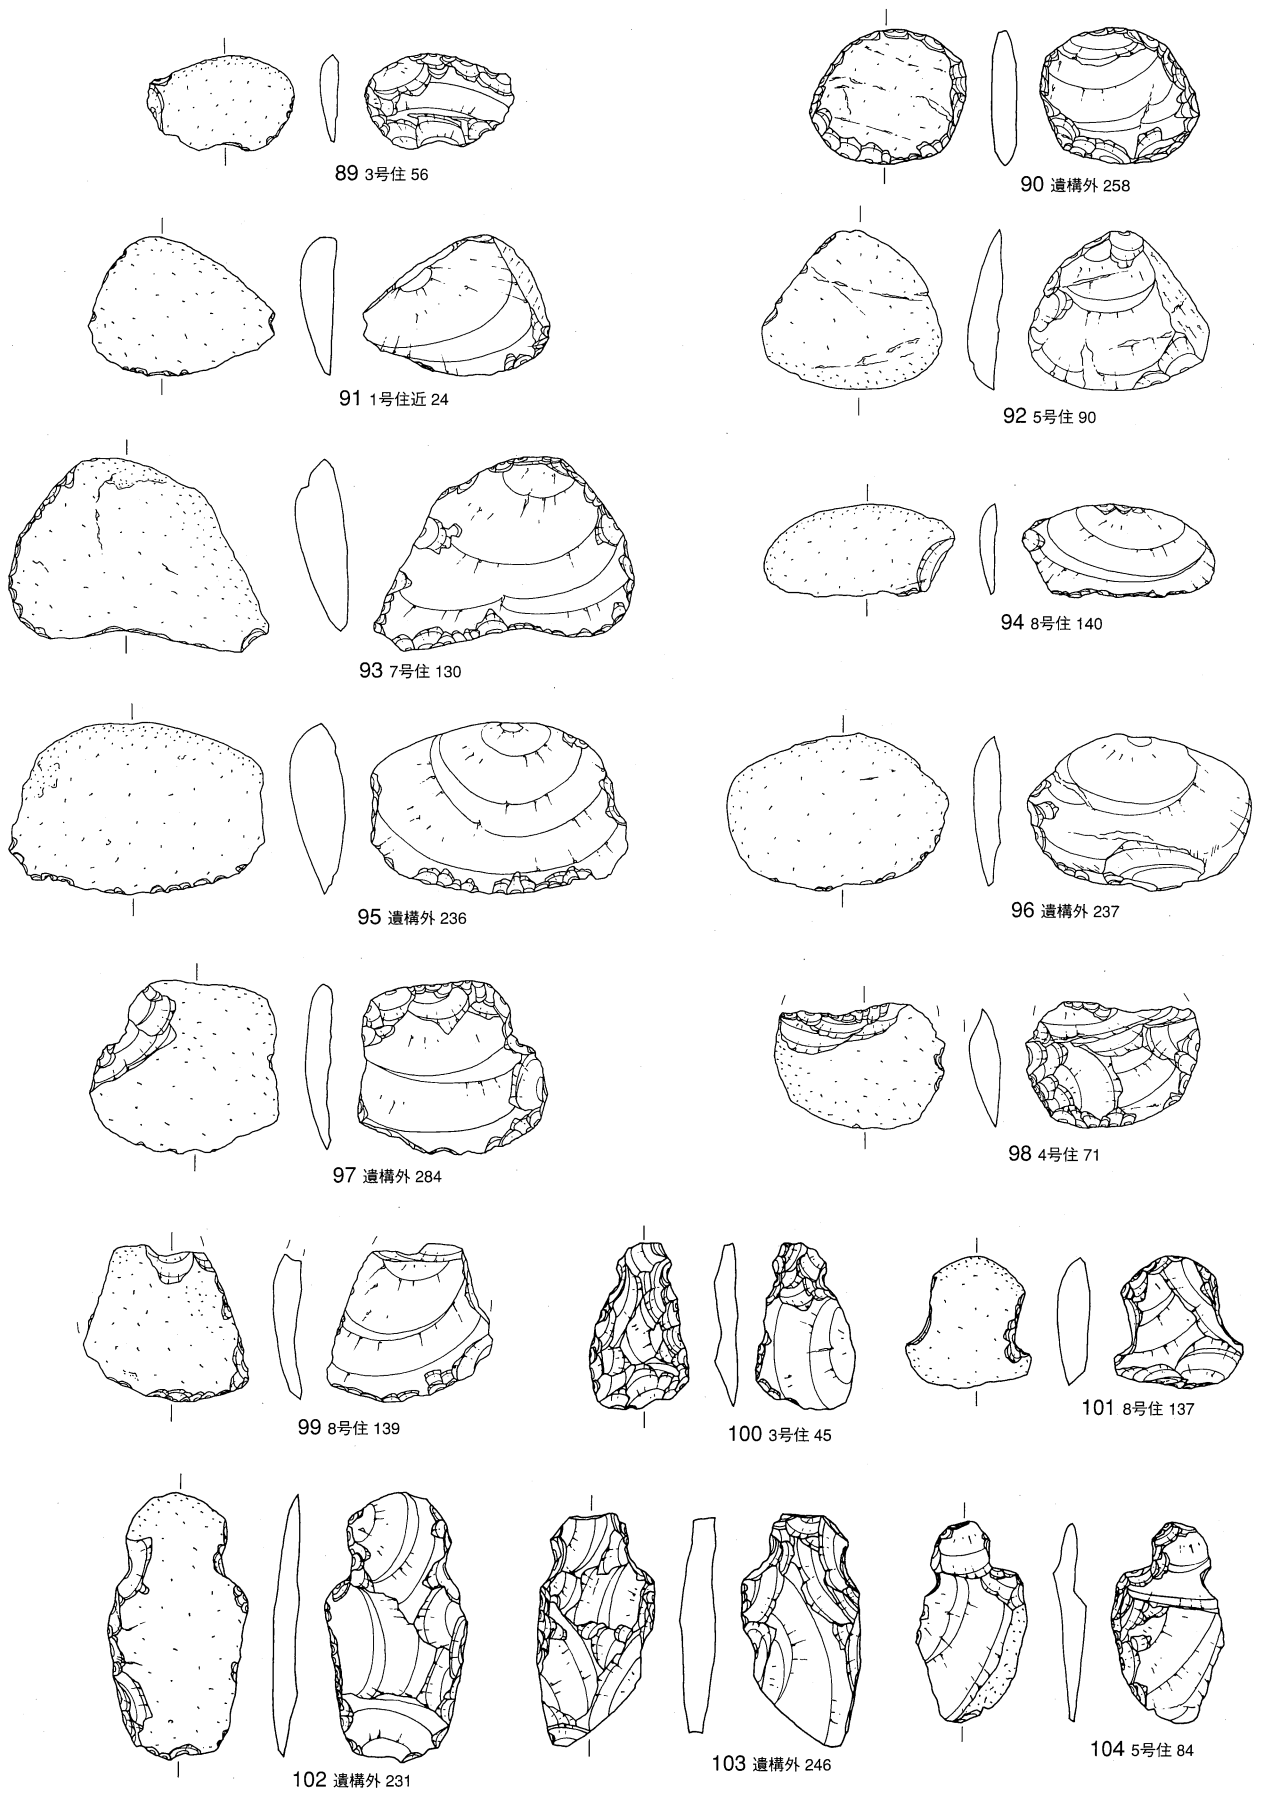 89 3号住 56
90 遺構外 258
91 1号住近 24
92 5号住 90
93 7号住 130
94 8号住 140
95 遺構外 236
96 遺構外 237
97 遺構外 284
98 4号住 71
99 8号住 139
100 3号住 45
101 8号住 137
102 遺構外 231
103 遺構外 246
104 5号住 84